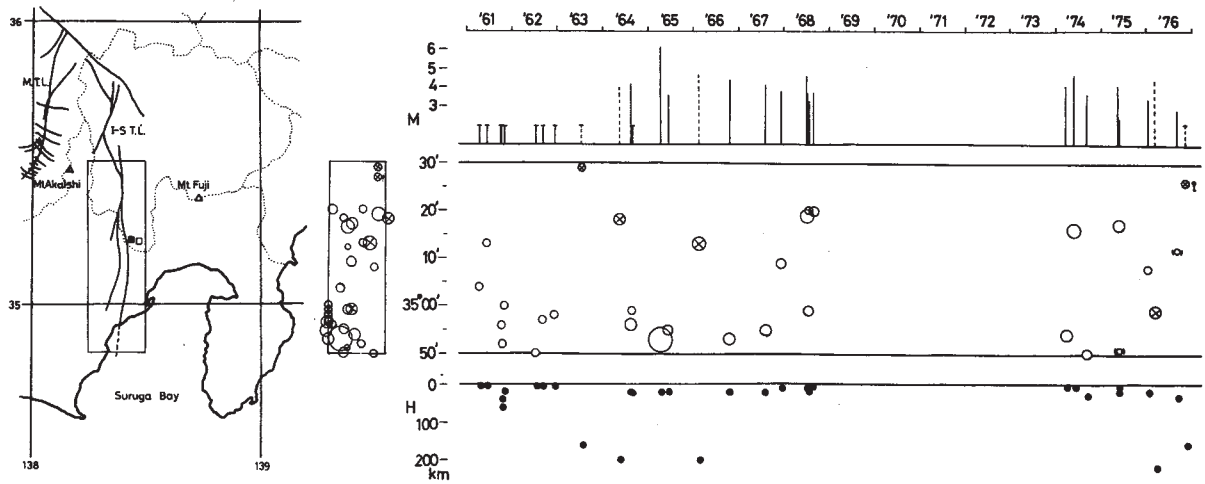 36
M.T.L.
I-S T.L.
Mt Akaishi
Mt Fuji
35
Suruga Bay
138
139
'61 '62 '63 '64 '65 '66 '67 '68 '69 '70 '71 '72 '73 '74 '75 '76
6
5
4
3
M
30'
20'
10'
35°00'
50'
0
H
100
200
km